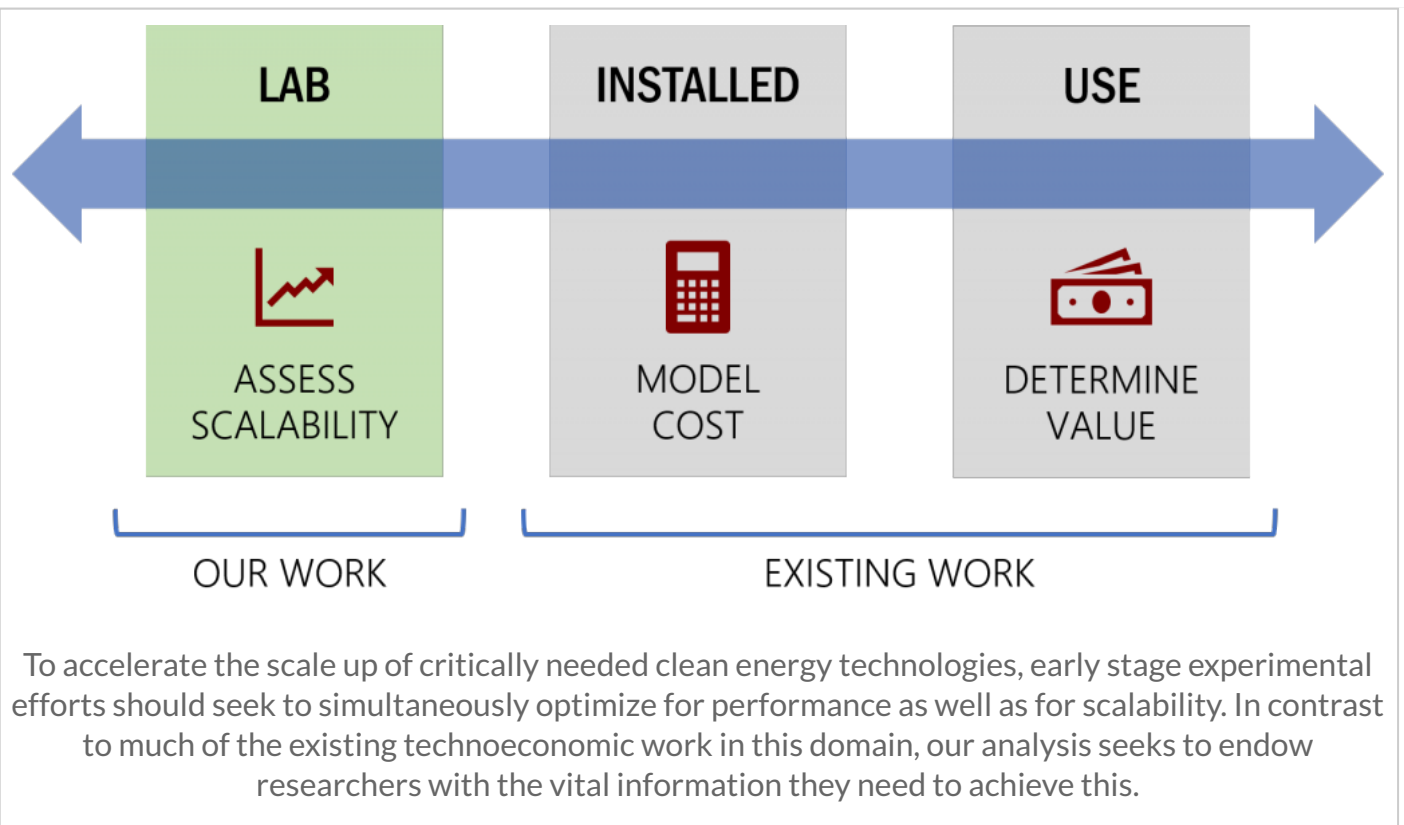 LAB
INSTALLED
USE
ASSESS
SCALABILITY
MODEL
COST
DETERMINE
VALUE
OUR WORK
EXISTING WORK
To accelerate the scale up of critically needed clean energy technologies, early stage experimental
efforts should seek to simultaneously optimize for performance as well as for scalability. In contrast
to much of the existing technoeconomic work in this domain, our analysis seeks to endow
researchers with the vital information they need to achieve this.